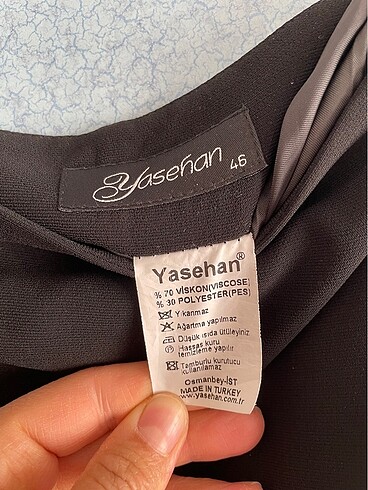 Yasehan 46
Yasehan®
% 70 VİSKON(VISCOSE)
% 30 POLYESTER(PES)
Yıkanmaz
Ağartma yapılmaz
Düşük ısıda ütüleyiniz
Hassas kuru
temizleme yapılır
Tamburlu kurutucu
kullanılamaz
Osmanbey-İST
MADE IN TURKEY
www.yasehan.com.tr